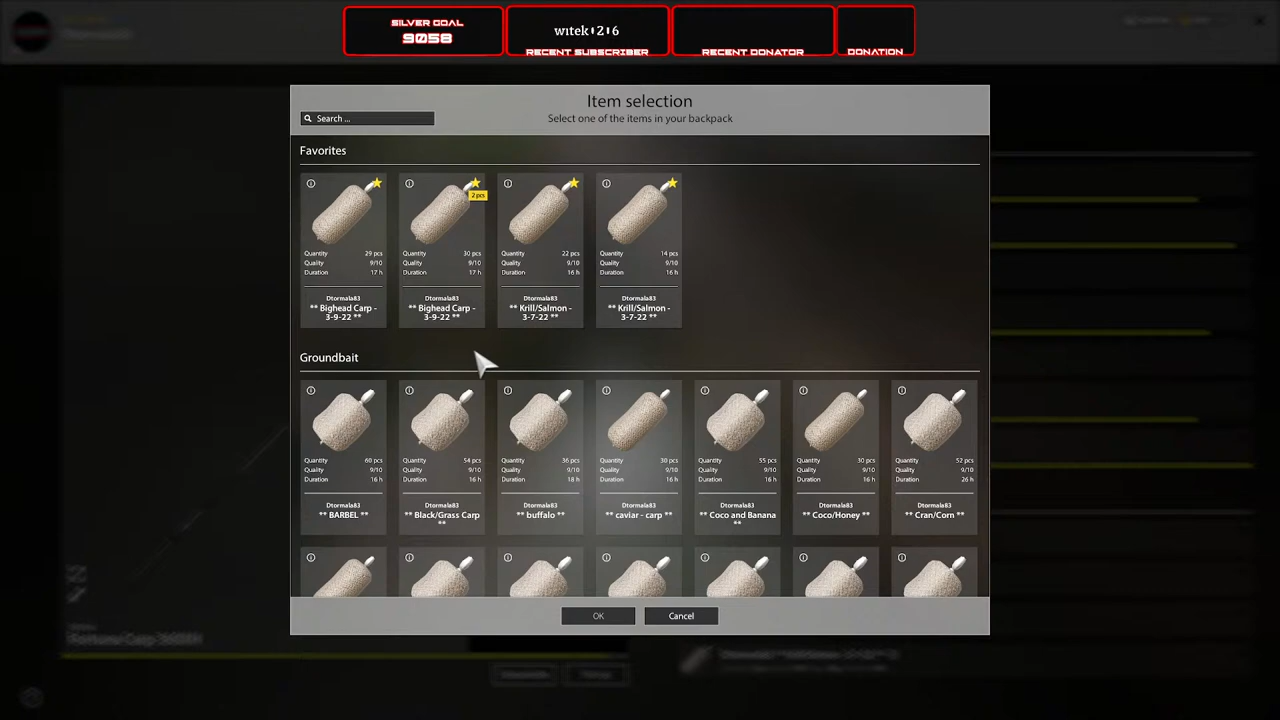 SILVER GOAL
9058
witek*2*6
RECENT SUBSCRIBER
RECENT DONATOR
DONATION
Item selection
Select one of the items in your backpack
Search ...
Favorites
2 pcs
Quantity 29 pcs
Quality 9/10
Duration 17 h
Dtormala83
** Bighead Carp -
3-9-22 **
Quantity 30 pcs
Quality 9/10
Duration 17 h
Dtormala83
** Bighead Carp -
3-9-22 **
Quantity 22 pcs
Quality 9/10
Duration 16 h
Dtormala83
** Krill/Salmon -
3-7-22 **
Quantity 14 pcs
Quality 9/10
Duration 16 h
Dtormala83
** Krill/Salmon -
3-7-22 **
Groundbait
Quantity 60 pcs
Quality 9/10
Duration 16 h
Dtormala83
** BARBEL **
Quantity 54 pcs
Quality 9/10
Duration 16 h
Dtormala83
** Black/Grass Carp
**
Quantity 36 pcs
Quality 9/10
Duration 18 h
Dtormala83
** buffalo **
Quantity 30 pcs
Quality 9/10
Duration 16 h
Dtormala83
** caviar - carp **
Quantity 55 pcs
Quality 9/10
Duration 16 h
Dtormala83
** Coco and Banana
**
Quantity 30 pcs
Quality 9/10
Duration 16 h
Dtormala83
** Coco/Honey **
Quantity 52 pcs
Quality 9/10
Duration 26 h
Dtormala83
** Cran/Corn **
OK
Cancel